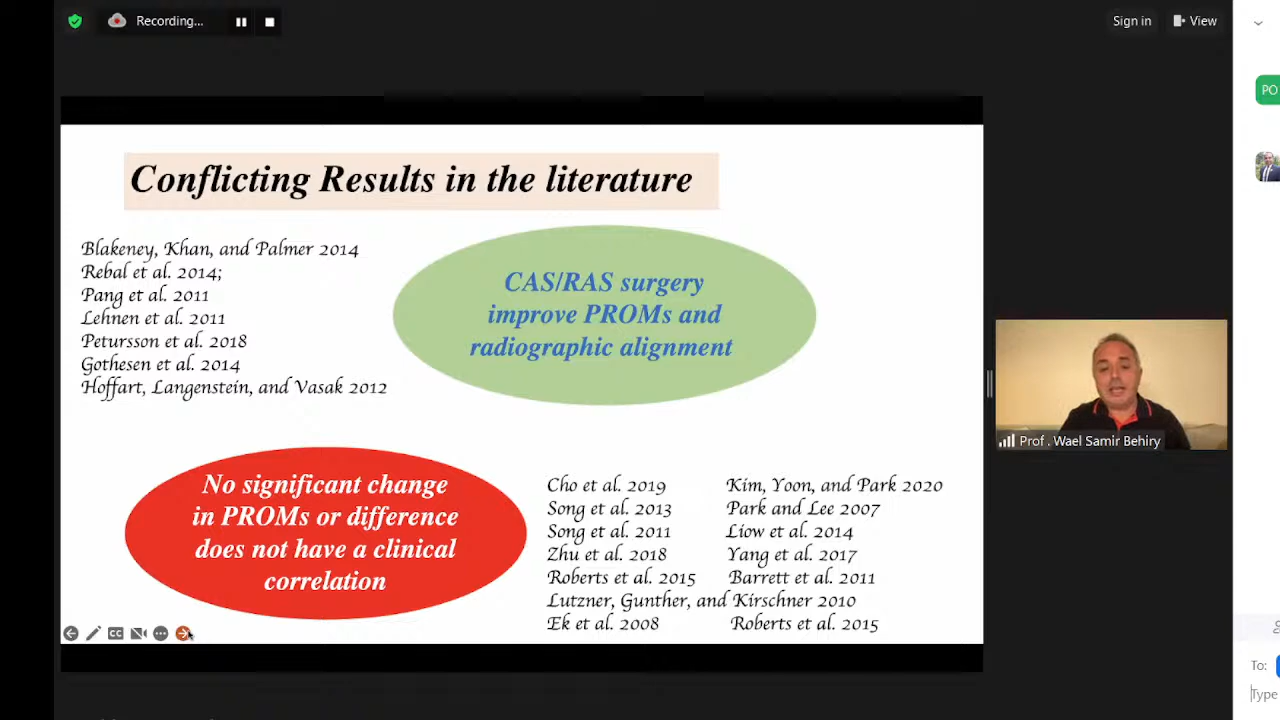 Recording...
Sign in
View
PO
Conflicting Results in the literature
Blakeney, Khan, and Palmer 2014
Rebal et al. 2014;
Pang et al. 2011
Lehnen et al. 2011
Petursson et al. 2018
Gothesen et al. 2014
Hoffart, Langenstein, and Vasak 2012
CAS/RAS surgery
improve PROMs and
radiographic alignment
Prof . Wael Samir Behiry
No significant change
in PROMs or difference
does not have a clinical
correlation
Cho et al. 2019
Song et al. 2013
Song et al. 2011
Zhu et al. 2018
Roberts et al. 2015
Lutzner, Gunther, and Kirschner 2010
Ek et al. 2008
Kim, Yoon, and Park 2020
Park and Lee 2007
Liow et al. 2014
Yang et al. 2017
Barrett et al. 2011
Roberts et al. 2015
CC
To:
Type